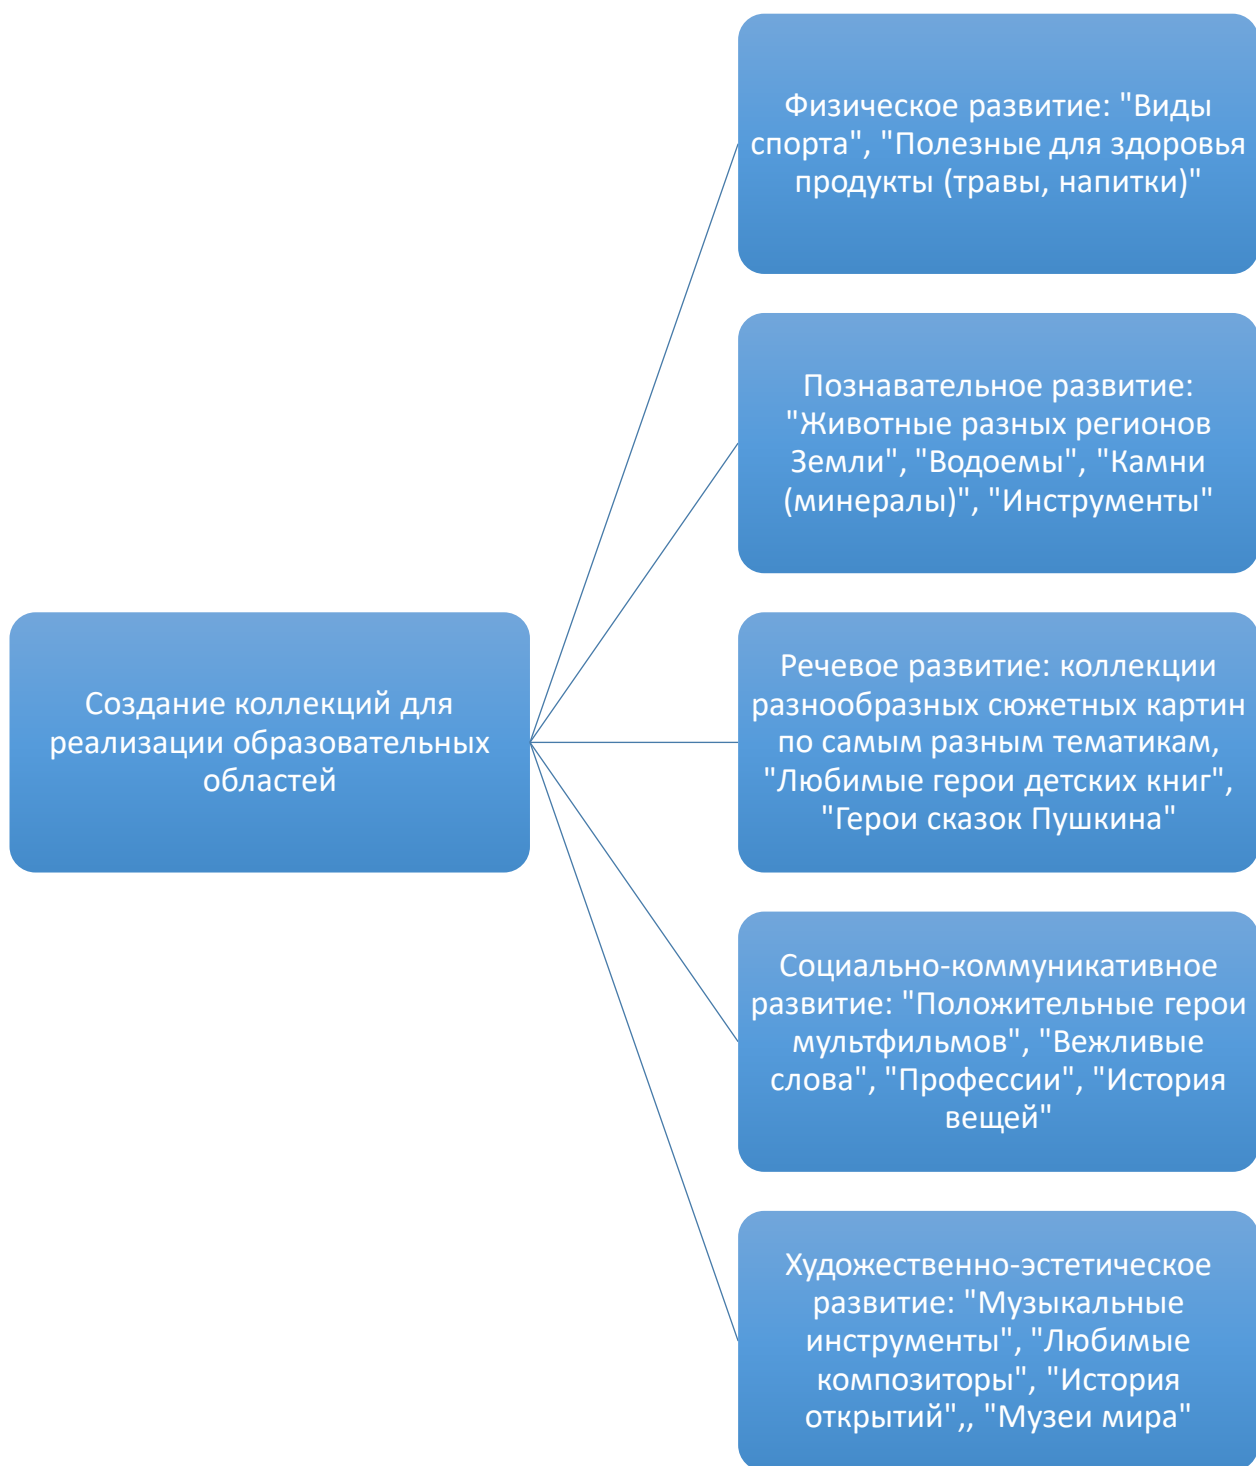 Физическое развитие: "Виды
спорта", "Полезные для здоровья
продукты (травы, напитки)"
Познавательное развитие:
"Животные разных регионов
Земли", "Водоемы", "Камни
(минералы)", "Инструменты"
Создание коллекций для
реализации образовательных
областей
Речевое развитие: коллекции
разнообразных сюжетных картин
по самым разным тематикам,
"Любимые герои детских книг",
"Герои сказок Пушкина"
Социально-коммуникативное
развитие: "Положительные герои
мультфильмов", "Вежливые
слова", "Профессии", "История
вещей"
Художественно-эстетическое
развитие: "Музыкальные
инструменты", "Любимые
композиторы", "История
открытий",, "Музеи мира"